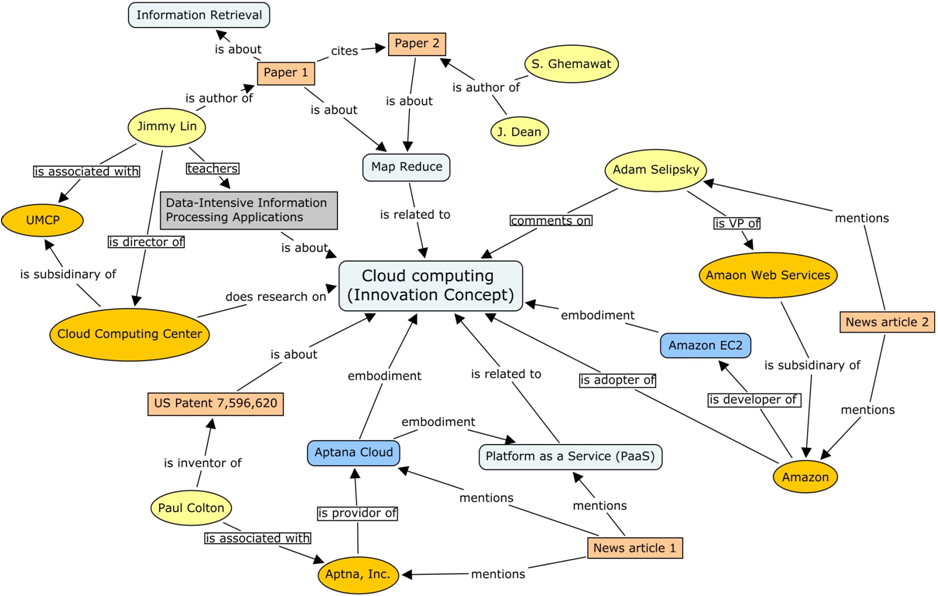 Information Retrieval
is about
cites
Paper 2
Paper 1
S. Ghemawat
is author of
is about
is about
is author of
Jimmy Lin
J. Dean
is associated with
teachers
Map Reduce
Adam Selipsky
Data-Intensive Information
Processing Applications
UMCP
is related to
comments on
is VP of
mentions
is director of
is about
is subsidinary of
Cloud computing
(Innovation Concept)
Amaon Web Services
does research on
embodiment
News article 2
Cloud Computing Center
Amazon EC2
is about
embodiment
is related to
is adopter of
is subsidinary of
is developer of
mentions
US Patent 7,596,620
embodiment
Aptana Cloud
Platform as a Service (PaaS)
is inventor of
Amazon
mentions
mentions
Paul Colton
is providor of
is associated with
News article 1
Aptna, Inc.
mentions